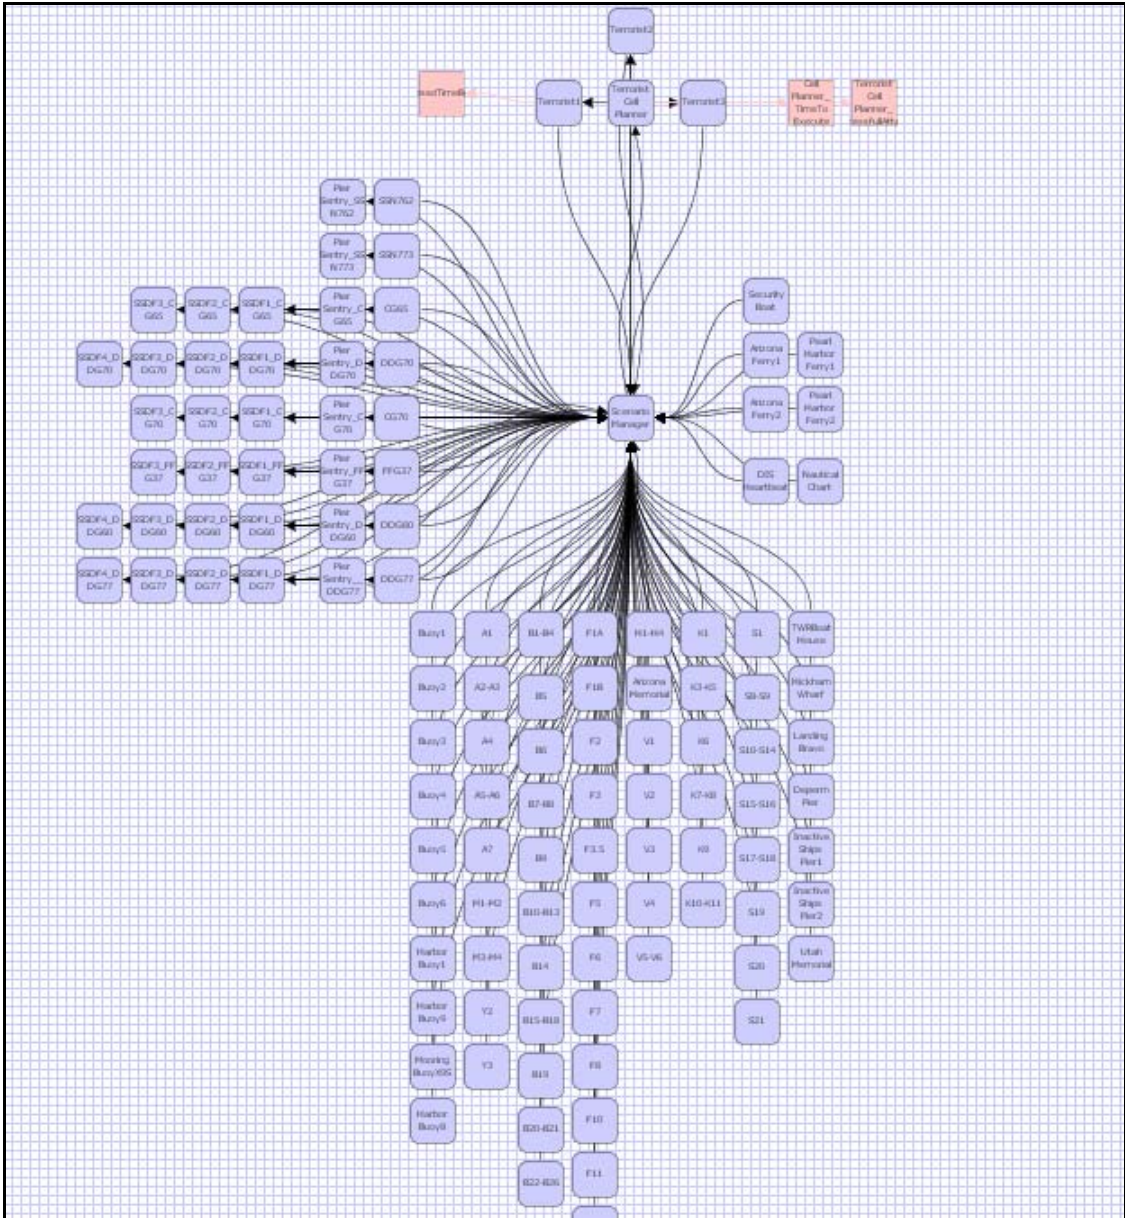 Terrorist2
Terrorist1
Terrorist
Cell
Planner
Terrorist3
Cell
Planner_
TimeTo
Execute
Terrorist
Cell
Planner_
Pier
Sentry_SS
N762
SSN762
Pier
Sentry_SS
N773
SSN773
SSDF3_C
G65
SSDF2_C
G65
SSDF1_C
G65
Pier
Sentry_C
G65
CG65
SSDF4_D
DG70
SSDF3_D
DG70
SSDF2_D
DG70
SSDF1_D
DG70
Pier
Sentry_D
DG70
DDG70
SSDF3_C
G70
SSDF2_C
G70
SSDF1_C
G70
Pier
Sentry_C
G70
CG70
SSDF3_FF
G37
SSDF2_FF
G37
SSDF1_FF
G37
Pier
Sentry_FF
G37
FFG37
SSDF4_D
DG60
SSDF3_D
DG60
SSDF2_D
DG60
SSDF1_D
DG60
Pier
Sentry_D
DG60
DDG60
SSDF4_D
DG77
SSDF3_D
DG77
SSDF2_D
DG77
SSDF1_D
DG77
Pier
Sentry_
DDG77
DDG77
Scenario
Manager
Security
Boat
Arizona
Ferry1
Pearl
Harbor
Ferry1
Arizona
Ferry2
Pearl
Harbor
Ferry2
DIS
Heartbeat
Nautical
Chart
Buoy1
A1
B1-B4
F1A
H1-H4
K1
S1
TWRBoat
House
Buoy2
A2-A3
B5
F1B
Arizona
Memorial
K3-K5
S8-S9
Hickham
Wharf
Buoy3
A4
B6
F2
V1
K6
S10-S14
Landing
Bravo
Buoy4
A5-A6
B7-B8
F3
V2
K7-K8
S15-S16
Deperm
Pier
Buoy5
A7
B9
F3.5
V3
K9
S17-S18
Inactive
Ships
Pier1
Buoy6
M1-M2
B10-B13
F5
V4
K10-K11
S19
Inactive
Ships
Pier2
Harbor
Buoy1
M3-M4
B14
F6
V5-V6
S20
Utah
Memorial
Harbor
Buoy9
Y2
B15-B18
F7
S21
Mooring
BuoyX9S
Y3
B19
F8
Harbor
Buoy8
B20-B21
F10
B22-B26
F11